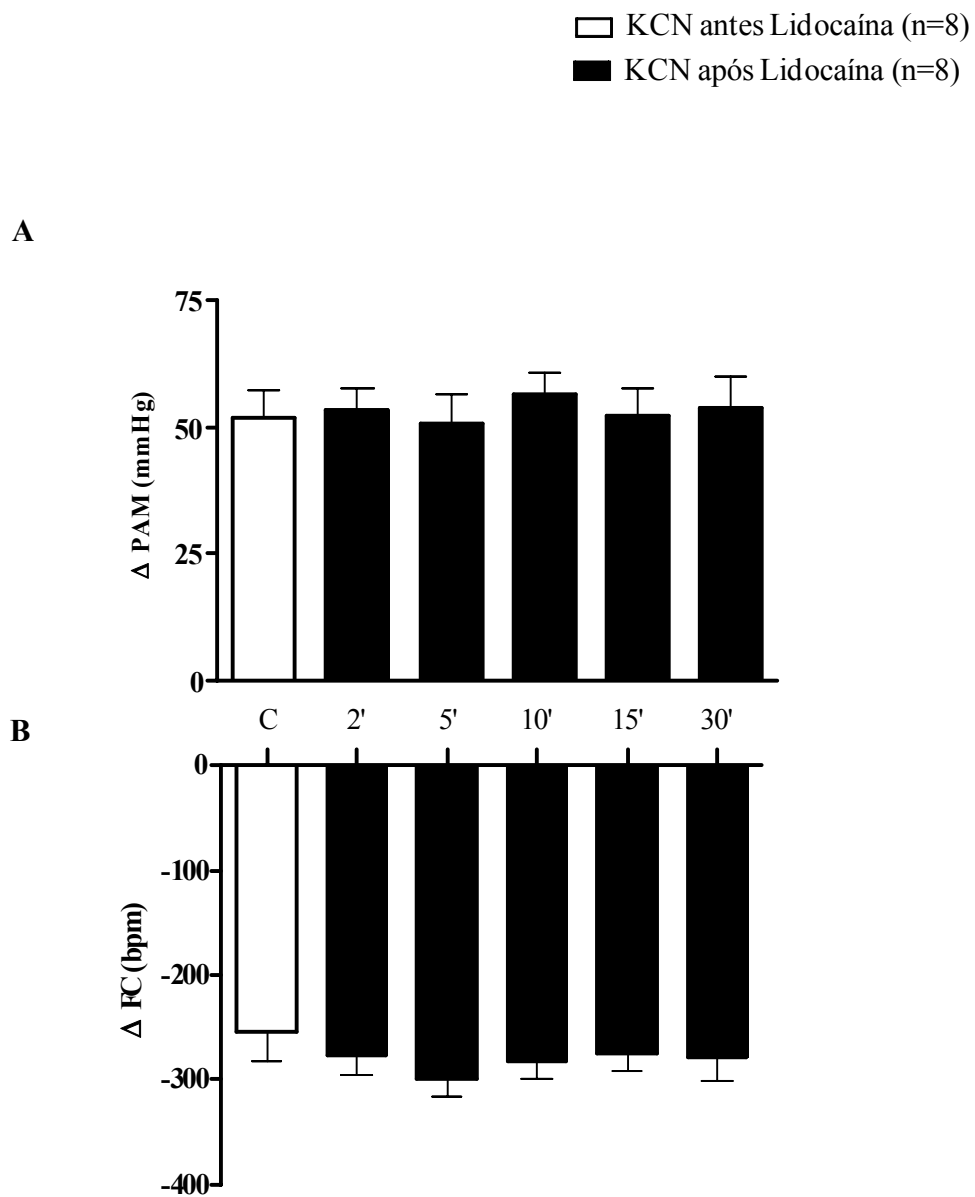 KCN antes Lidocaína (n=8)
KCN após Lidocaína (n=8)
A
75
50
25
0
Δ PAM (mmHg)
C 2' 5' 10' 15' 30'
B
0
-100
-200
-300
-400
Δ FC (bpm)